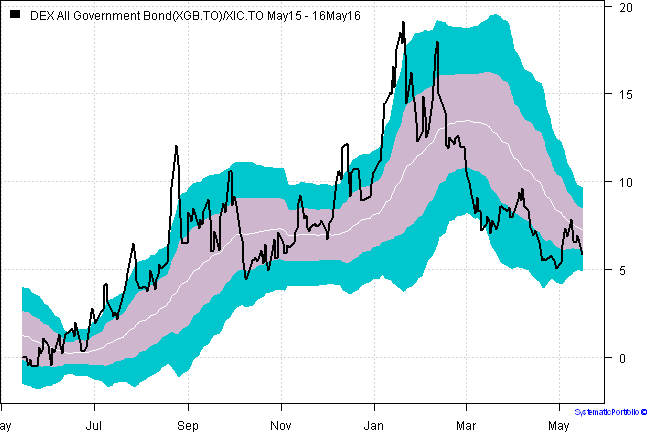 DEX All Government Bond(XGB.TO)/XIC.TO May15 - 16May16
20
15
10
5
0
ay Jul Sep Nov Jan Mar May
SystematicPortfolio ©